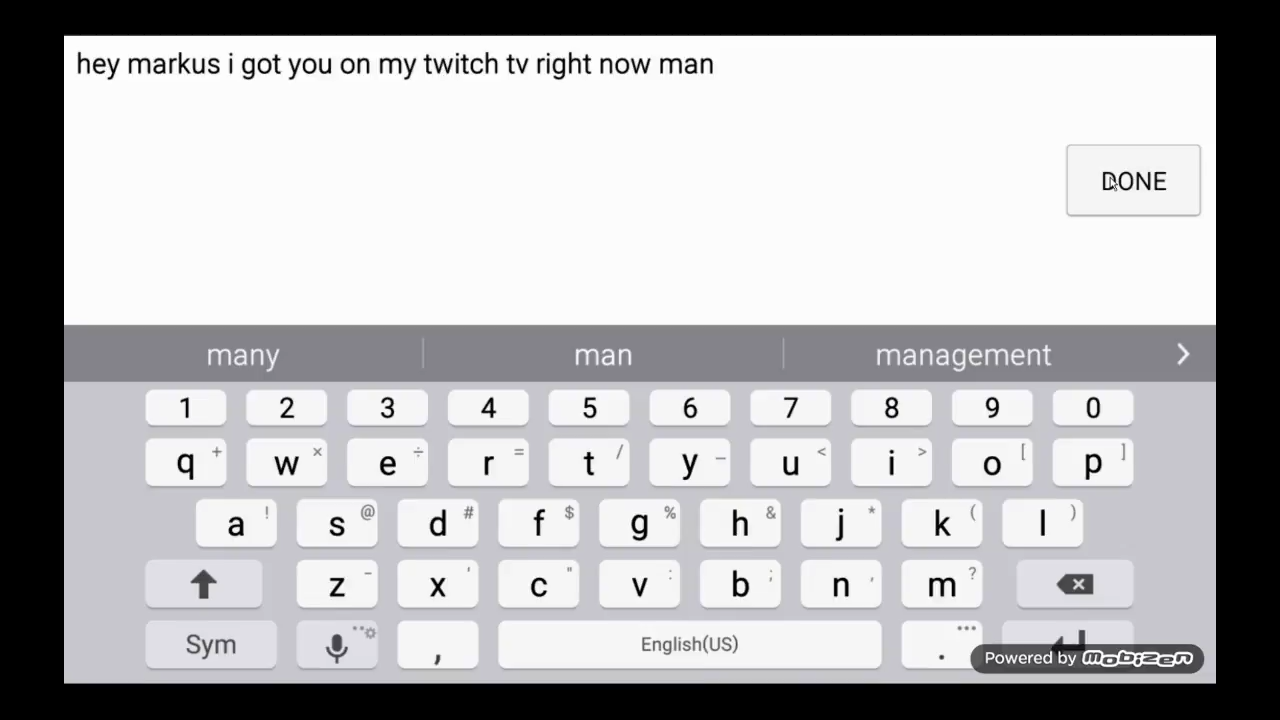 hey markus i got you on my twitch tv right now man
DONE
many man management
1 2 3 4 5 6 7 8 9 0
q + w × e ÷ r = t / y _ u < i > o [ p ]
a ! s @ d # f $ g % h & j * k ( l )
z - x ' c " v : b ; n , m ?
Sym , English(US) .
Powered by mobizen